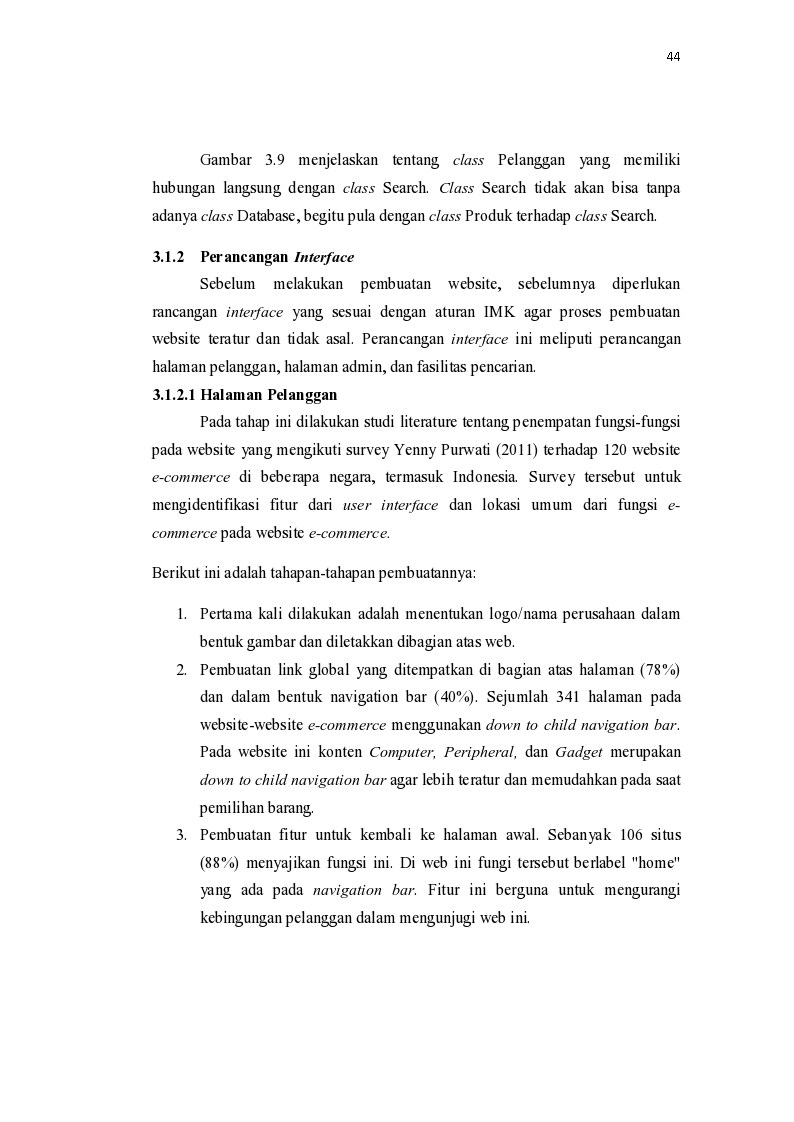 44
Gambar 3.9 menjelaskan tentang class Pelanggan yang memiliki
hubungan langsung dengan class Search. Class Search tidak akan bisa tanpa
adanya class Database, begitu pula dengan class Produk terhadap class Search.
3.1.2 Perancangan Interface
Sebelum melakukan pembuatan website, sebelumnya diperlukan
rancangan interface yang sesuai dengan aturan IMK agar proses pembuatan
website teratur dan tidak asal. Perancangan interface ini meliputi perancangan
halaman pelanggan, halaman admin, dan fasilitas pencarian.
3.1.2.1 Halaman Pelanggan
Pada tahap ini dilakukan studi literature tentang penempatan fungsi-fungsi
pada website yang mengikuti survey Yenny Purwati (2011) terhadap 120 website
e-commerce di beberapa negara, termasuk Indonesia. Survey tersebut untuk
mengidentifikasi fitur dari user interface dan lokasi umum dari fungsi e-
commerce pada website e-commerce.
Berikut ini adalah tahapan-tahapan pembuatannya:
1. Pertama kali dilakukan adalah menentukan logo/nama perusahaan dalam
bentuk gambar dan diletakkan dibagian atas web.
2. Pembuatan link global yang ditempatkan di bagian atas halaman (78%)
dan dalam bentuk navigation bar (40%). Sejumlah 341 halaman pada
website-website e-commerce menggunakan down to child navigation bar.
Pada website ini konten Computer, Peripheral, dan Gadget merupakan
down to child navigation bar agar lebih teratur dan memudahkan pada saat
pemilihan barang.
3. Pembuatan fitur untuk kembali ke halaman awal. Sebanyak 106 situs
(88%) menyajikan fungsi ini. Di web ini fungi tersebut berlabel "home"
yang ada pada navigation bar. Fitur ini berguna untuk mengurangi
kebingungan pelanggan dalam mengunjugi web ini.